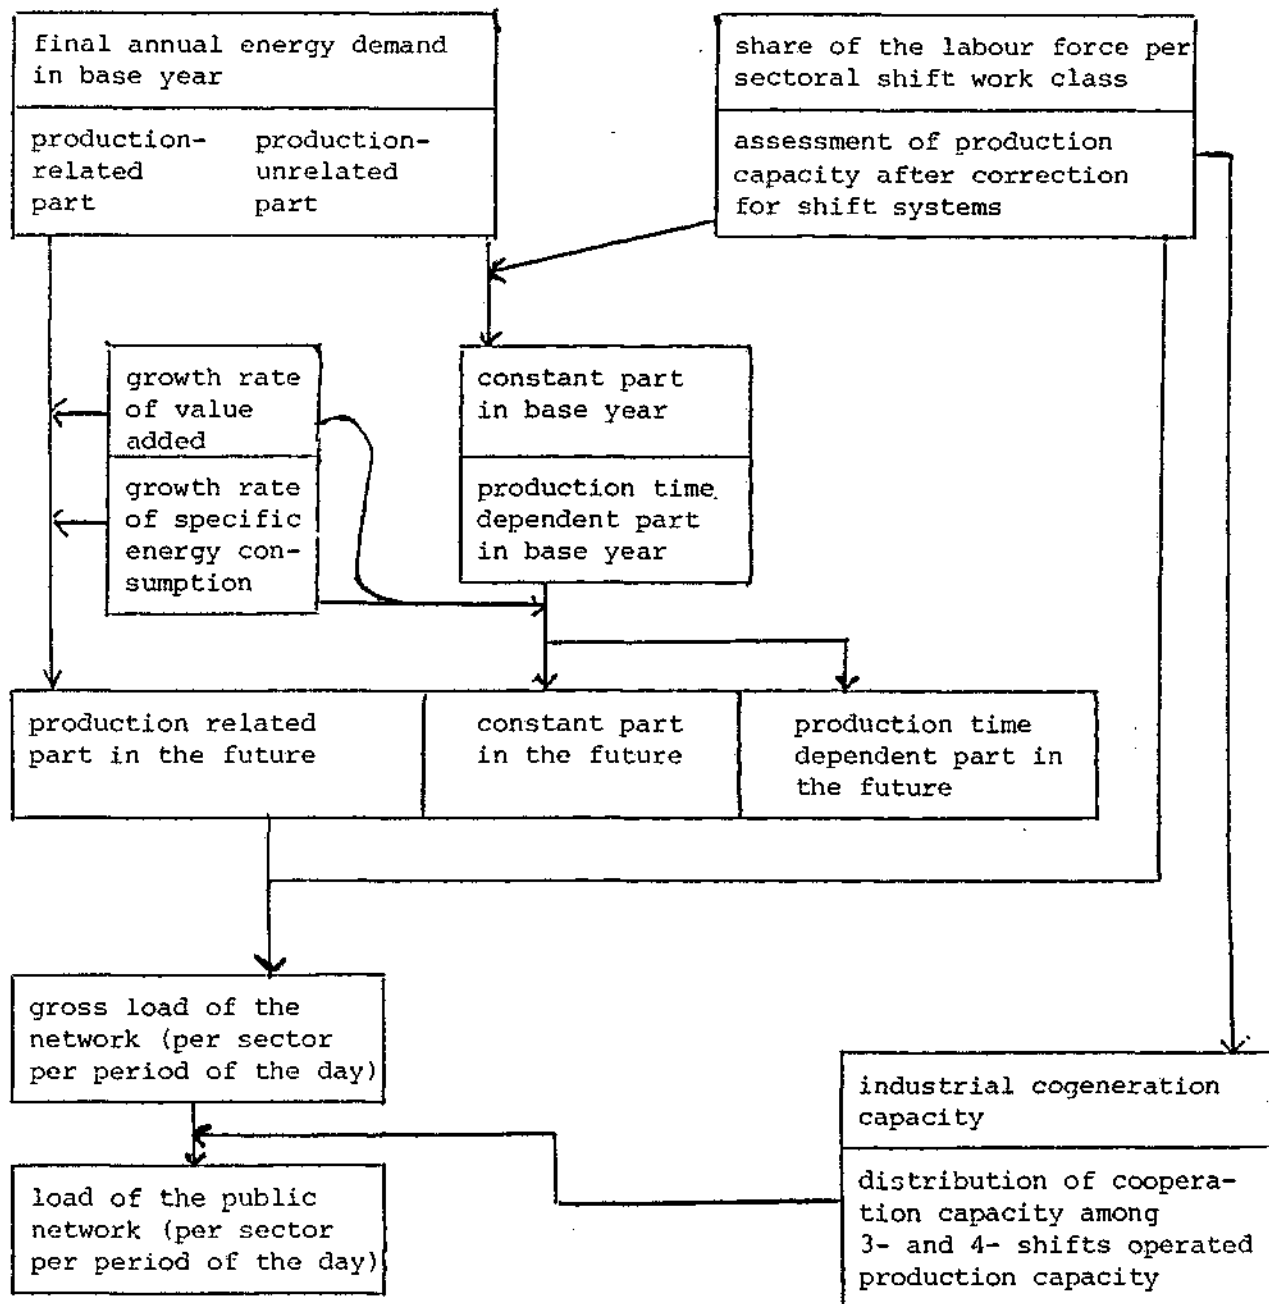 final annual energy demand
in base year
production-
related
part
production-
unrelated
part
share of the labour force per
sectoral shift work class
assessment of production
capacity after correction
for shift systems
growth rate
of value
added
growth rate
of specific
energy con-
sumption
constant part
in base year
production time
dependent part
in base year
production related
part in the future
constant part
in the future
production time
dependent part in
the future
gross load of the
network (per sector
per period of the day)
load of the public
network (per sector
per period of the day)
industrial cogeneration
capacity
distribution of coopera-
tion capacity among
3- and 4- shifts operated
production capacity